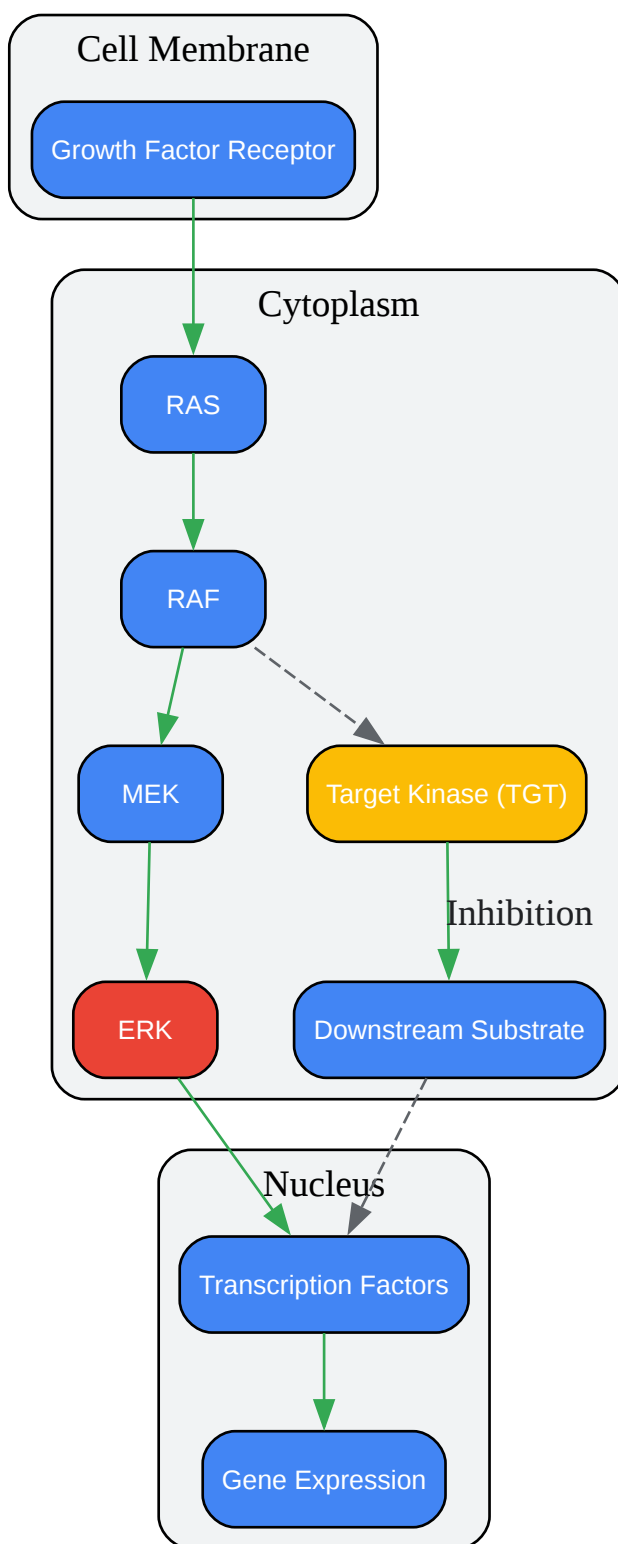 Cell Membrane
Growth Factor Receptor
Cytoplasm
RAS
RAF
MEK
Target Kinase (TGT)
Inhibition
ERK
Downstream Substrate
Nucleus
Transcription Factors
Gene Expression